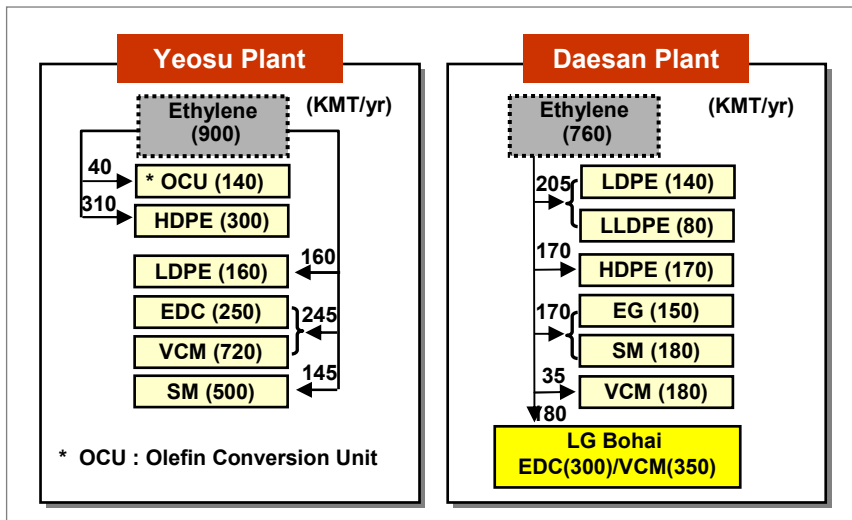 Yeosu Plant
Ethylene
(900)
(KMT/yr)
40
* OCU (140)
310
HDPE (300)
160
LDPE (160)
EDC (250)
245
VCM (720)
145
SM (500)
* OCU : Olefin Conversion Unit
Daesan Plant
Ethylene
(760)
(KMT/yr)
205
LDPE (140)
LLDPE (80)
170
HDPE (170)
EG (150)
170
SM (180)
35
VCM (180)
180
LG Bohai
EDC(300)/VCM(350)